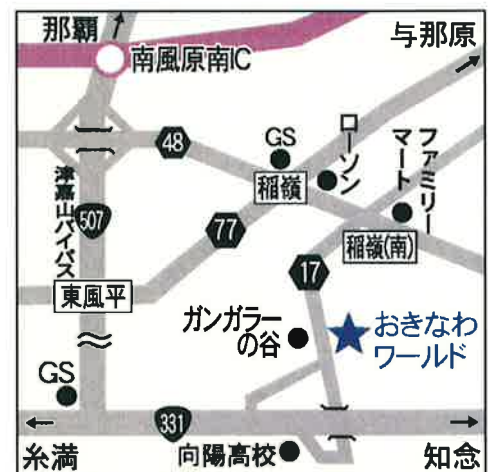 那覇
与那原
南風原南IC
48
GS
ローソン
ファミリー
マート
稲嶺
津嘉山バイパス
507
77
稲嶺(南)
17
東風平
ガンガラー
の谷
おきなわ
ワールド
GS
331
糸満
向陽高校
知念